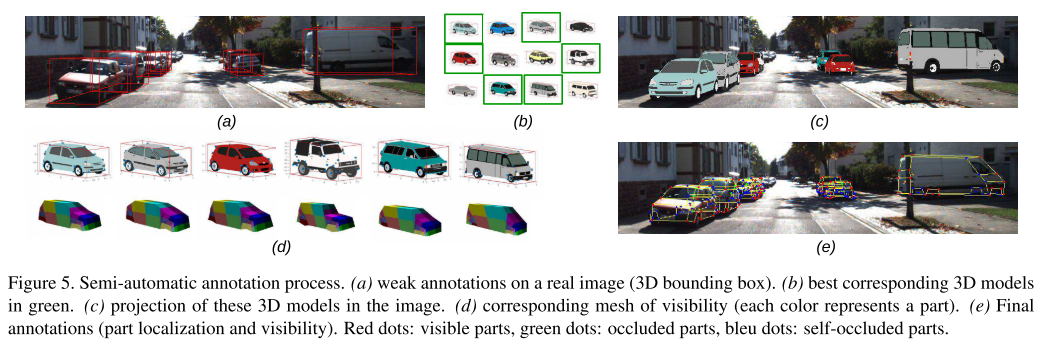 (a)
(b)
(c)
(d)
(e)
Figure 5. Semi-automatic annotation process. (a) weak annotations on a real image (3D bounding box). (b) best corresponding 3D models
in green. (c) projection of these 3D models in the image. (d) corresponding mesh of visibility (each color represents a part). (e) Final
annotations (part localization and visibility). Red dots: visible parts, green dots: occluded parts, bleu dots: self-occluded parts.